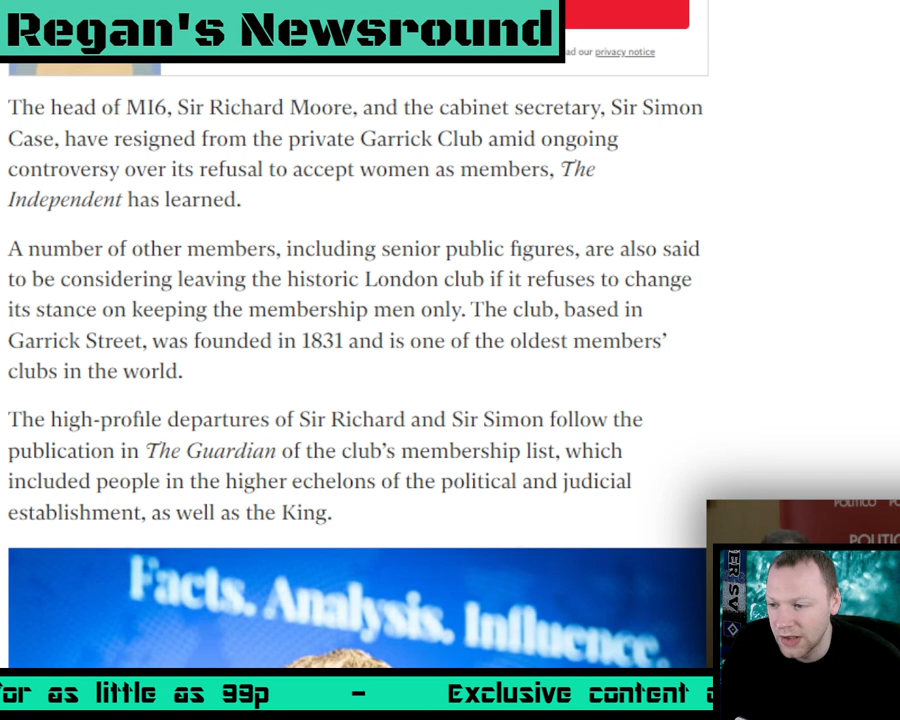 Regan's Newsround
ad our privacy notice
The head of MI6, Sir Richard Moore, and the cabinet secretary, Sir Simon
Case, have resigned from the private Garrick Club amid ongoing
controversy over its refusal to accept women as members, The
Independent has learned.
A number of other members, including senior public figures, are also said
to be considering leaving the historic London club if it refuses to change
its stance on keeping the membership men only. The club, based in
Garrick Street, was founded in 1831 and is one of the oldest members’
clubs in the world.
The high-profile departures of Sir Richard and Sir Simon follow the
publication in The Guardian of the club’s membership list, which
included people in the higher echelons of the political and judicial
establishment, as well as the King.
POLITICO
POLITIC
Facts. Analysis. Influence.
ER SV
for as little as 99p - Exclusive content